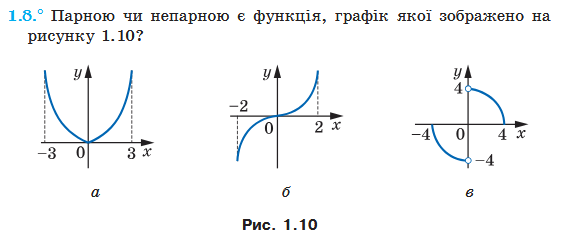 1.8.° Парною чи непарною є функція, графік якої зображено на
рисунку 1.10?
y
–3 0 3 x
а
y
–2
0 2 x
б
y
4
–4 0 4 x
–4
в
Рис. 1.10